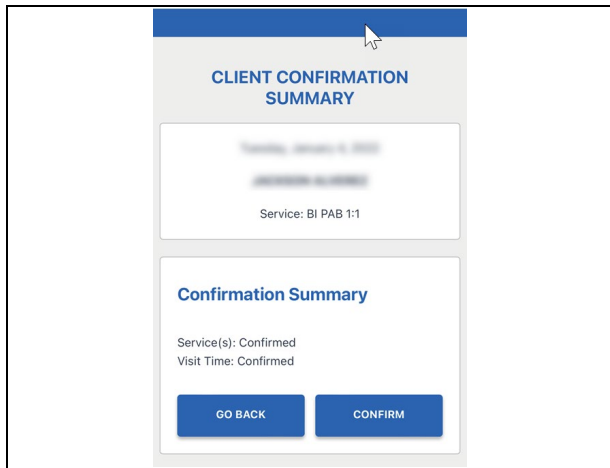 CLIENT CONFIRMATION
SUMMARY
Service: BI PAB 1:1
Confirmation Summary
Service(s): Confirmed
Visit Time: Confirmed
GO BACK
CONFIRM